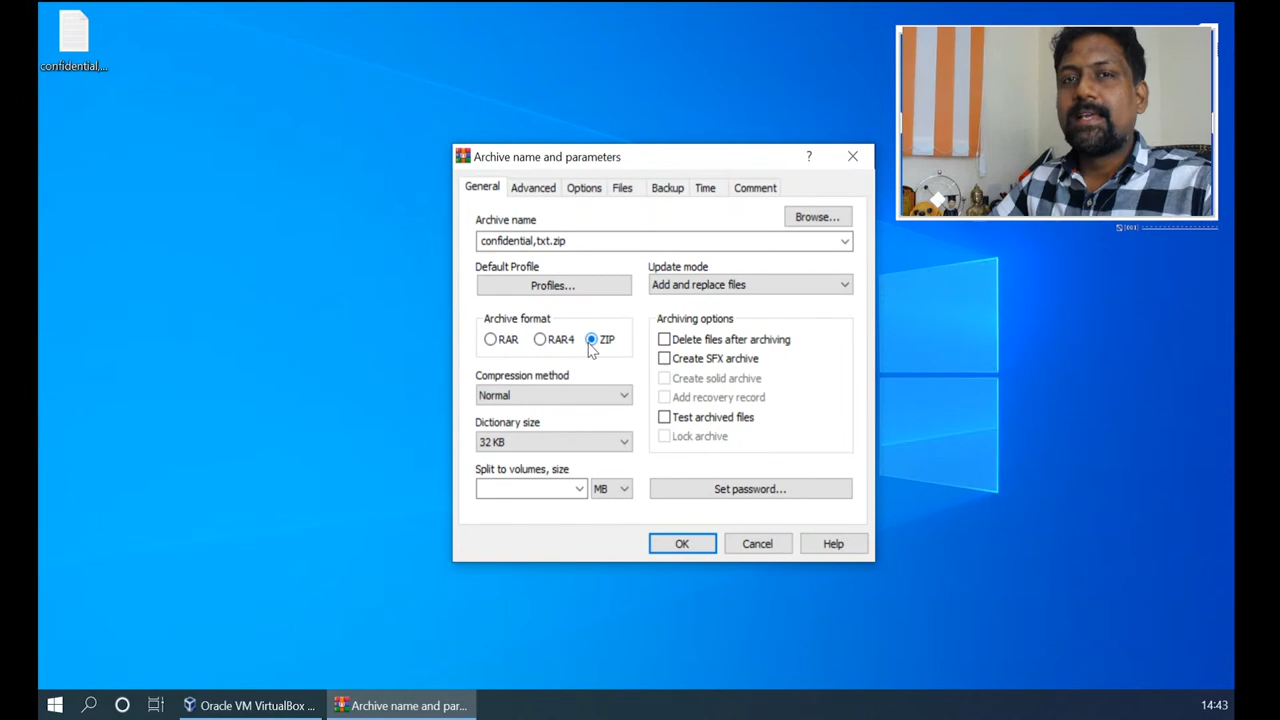 confidential,...
Archive name and parameters
?
General
Advanced
Options
Files
Backup
Time
Comment
Archive name
Browse...
confidential,txt.zip
Default Profile
Profiles...
Update mode
Add and replace files
Archive format
RAR
RAR4
ZIP
Archiving options
Delete files after archiving
Create SFX archive
Create solid archive
Add recovery record
Test archived files
Lock archive
Compression method
Normal
Dictionary size
32 KB
Split to volumes, size
MB
Set password...
OK
Cancel
Help
Oracle VM VirtualBox ...
Archive name and par...
14:43